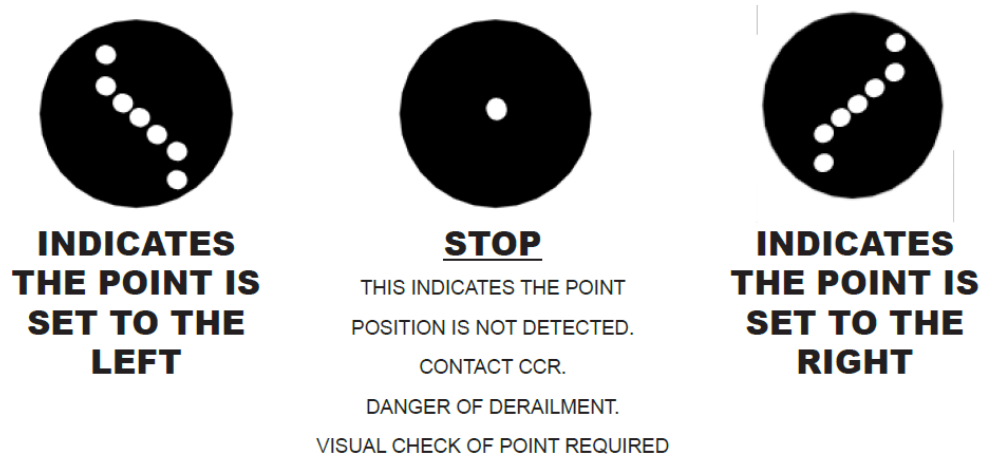 INDICATES
THE POINT IS
SET TO THE
LEFT
STOP
THIS INDICATES THE POINT
POSITION IS NOT DETECTED.
CONTACT CCR.
DANGER OF DERAILMENT.
VISUAL CHECK OF POINT REQUIRED
INDICATES
THE POINT IS
SET TO THE
RIGHT